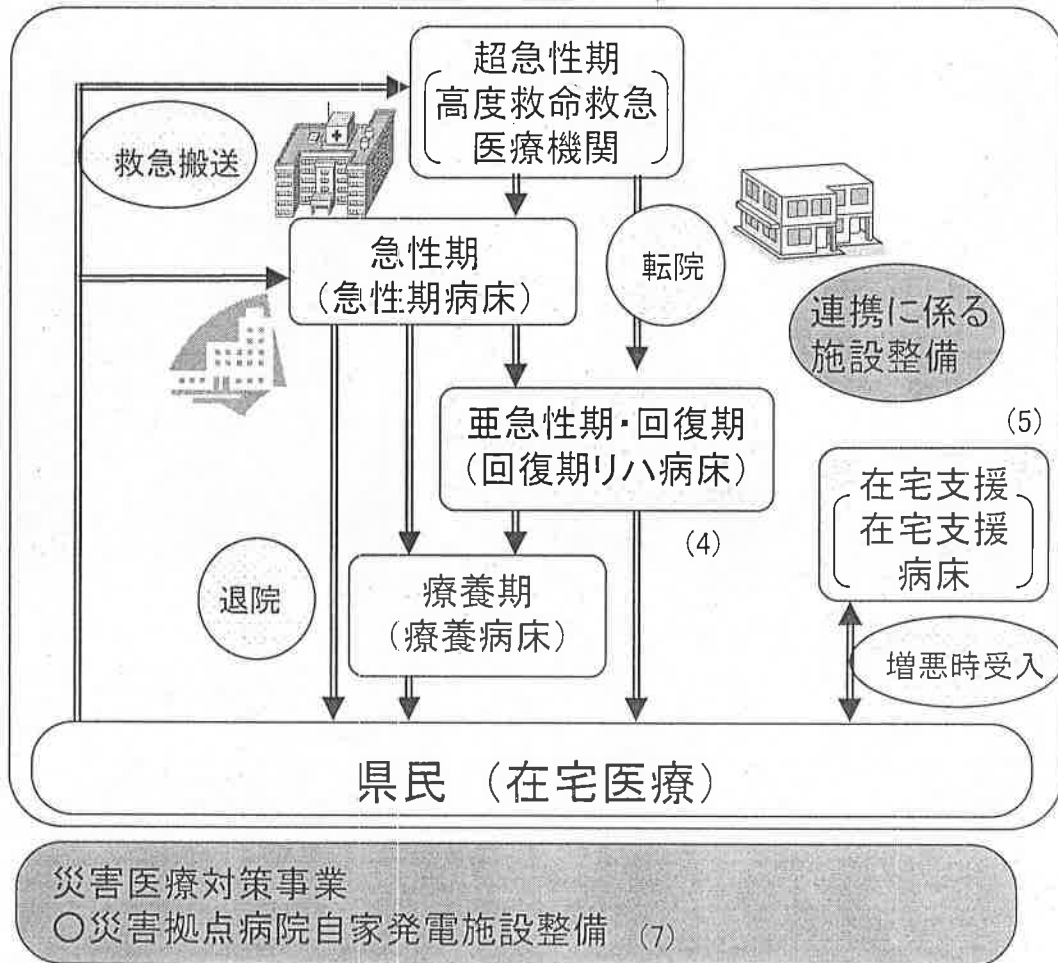 超急性期
高度救命救急
医療機関
救急搬送
急性期
(急性期病床)
転院
連携に係る
施設整備
(5)
亜急性期・回復期
(回復期リハ病床)
(4)
在宅支援
在宅支援
病床
退院
療養期
(療養病床)
増悪時受入
県民 (在宅医療)
災害医療対策事業
〇災害拠点病院自家発電施設整備 (7)